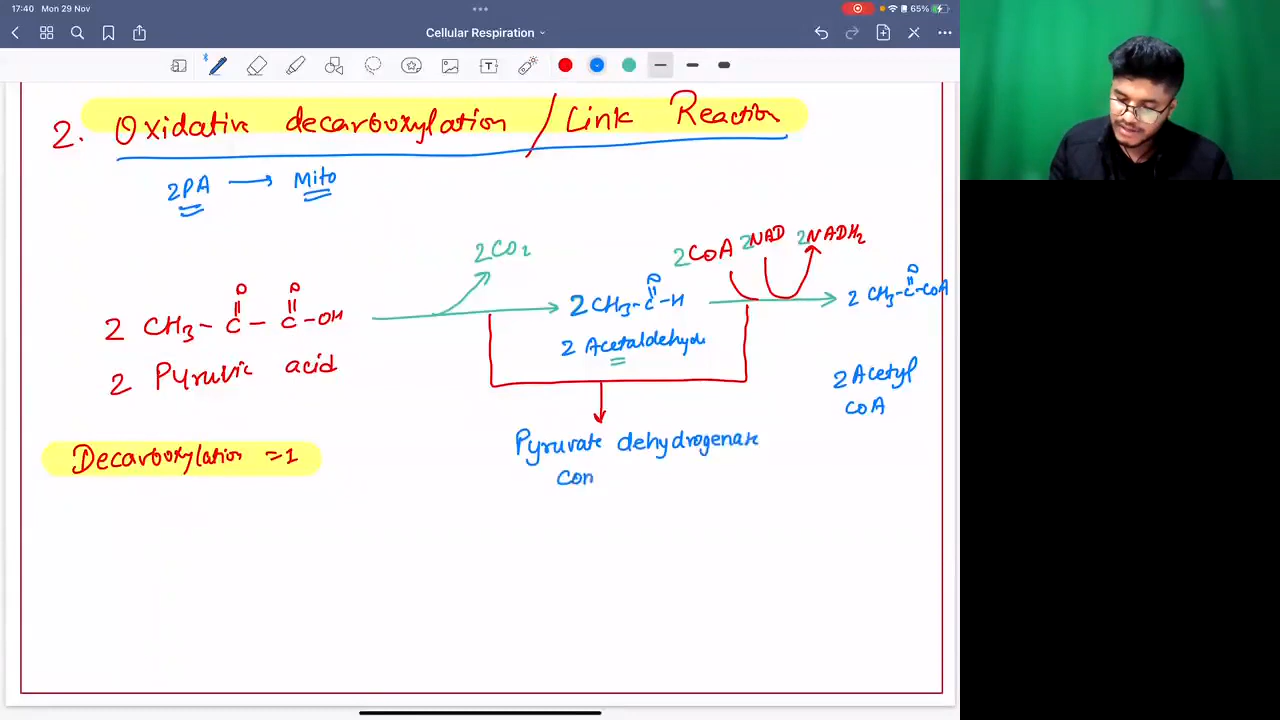 17:40 Mon 29 Nov
65%
Cellular Respiration
2. Oxidative decarboxylation / Link Reaction
2PA → Mito
2CO2
2CoA 2NAD 2NADH2
2 CH3-C-C-OH
O O
2 CH3-C-H
O
2 CH3-C-COA
O
2 Pyruvic acid
2 Acetaldehyde
2 Acetyl
COA
Pyruvate dehydrogenate
com
Decarboxylation =1